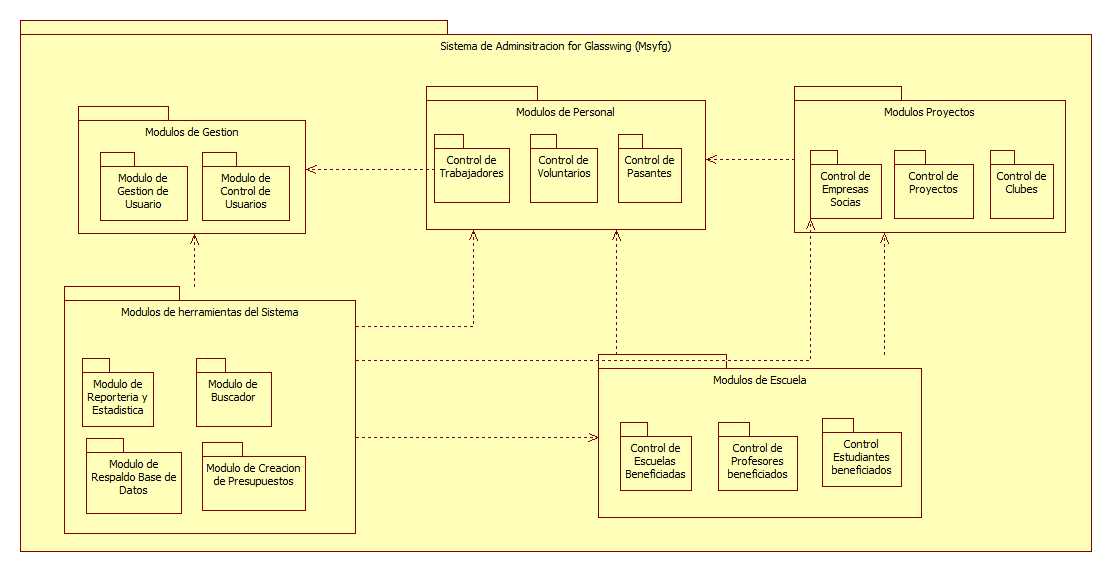 Sistema de Adminsitracion for Glasswing (Msyfg)
Modulos de Gestion
Modulo de
Gestion de
Usuario
Modulo de
Control de
Usuarios
Modulos de Personal
Control de
Trabajadores
Control de
Voluntarios
Control de
Pasantes
Modulos Proyectos
Control de
Empresas
Socias
Control de
Proyectos
Control de
Clubes
Modulos de herramientas del Sistema
Modulo de
Reporteria y
Estadistica
Modulo de
Buscador
Modulo de
Respaldo Base de
Datos
Modulo de Creacion
de Presupuestos
Modulos de Escuela
Control de
Escuelas
Beneficiadas
Control de
Profesores
beneficiados
Control
Estudiantes
beneficiados